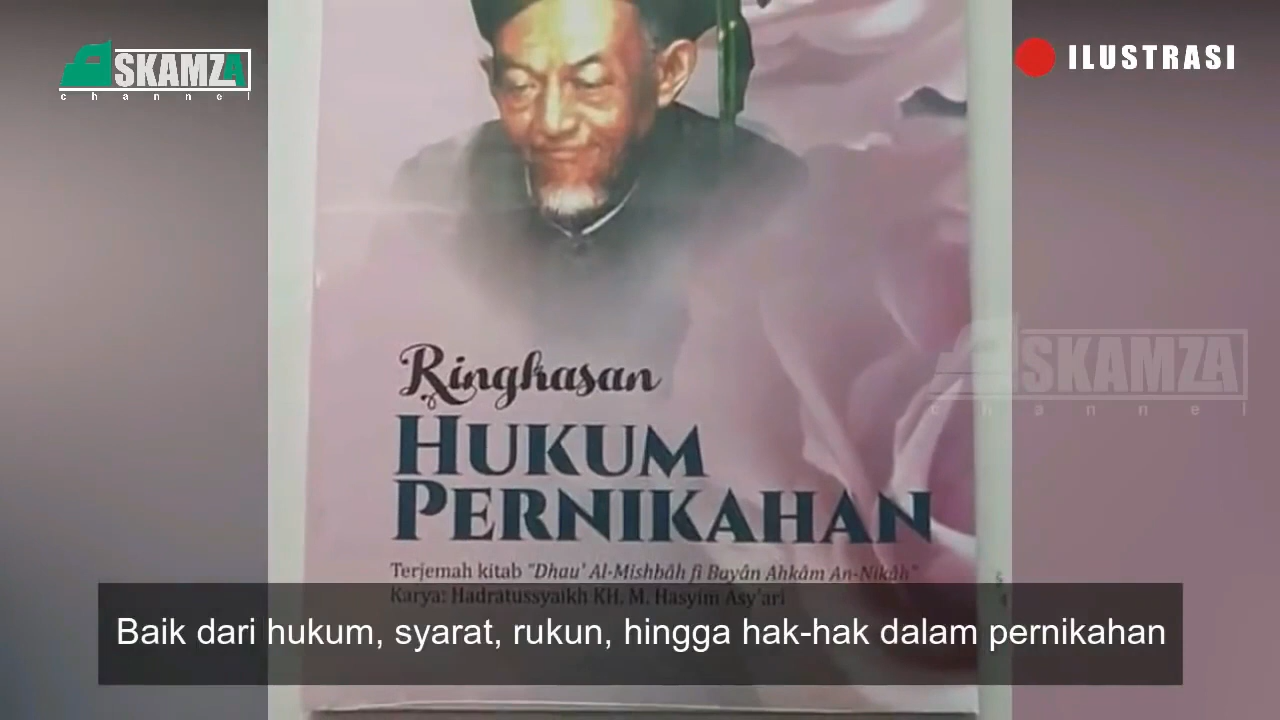 SKAMZA
channel
ILUSTRASI
Ringkasan
HUKUM
PERNIKAHAN
Terjemah kitab "Dhau' Al-Mishbâh fi Bayân Ahkâm An-Nikâh"
Karya: Hadratussyaikh KH. M. Hasyim Asy'ari
SKAMZA
channel
Baik dari hukum, syarat, rukun, hingga hak-hak dalam pernikahan